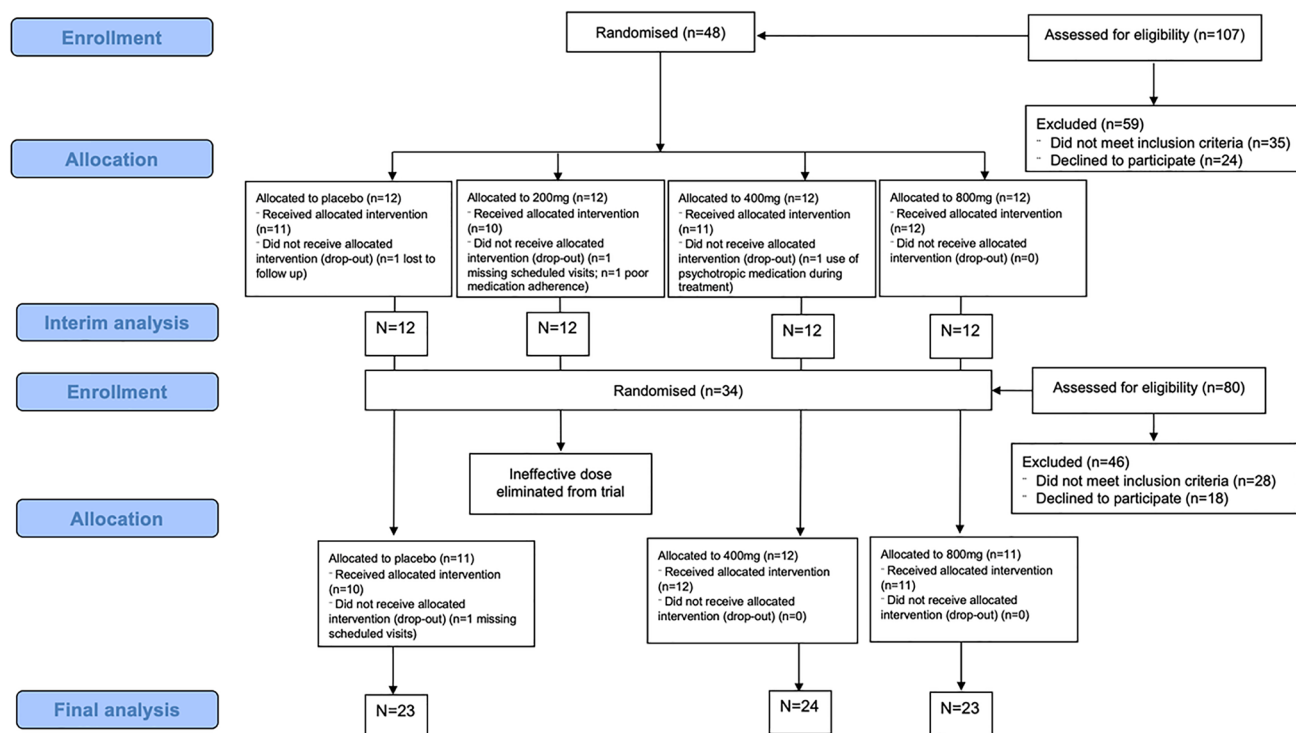 Enrollment
Randomised (n=48)
Assessed for eligibility (n=107)
Excluded (n=59)
¨ Did not meet inclusion criteria (n=35)
¨ Declined to participate (n=24)
Allocation
Allocated to placebo (n=12)
¨ Received allocated intervention
(n=11)
¨ Did not receive allocated
intervention (drop-out) (n=1 lost to
follow up)
Allocated to 200mg (n=12)
¨ Received allocated intervention
(n=10)
¨ Did not receive allocated
intervention (drop-out) (n=1
missing scheduled visits; n=1 poor
medication adherence)
Allocated to 400mg (n=12)
¨ Received allocated intervention
(n=11)
¨ Did not receive allocated
intervention (drop-out) (n=1 use of
psychotropic medication during
treatment)
Allocated to 800mg (n=12)
¨ Received allocated intervention
(n=12)
¨ Did not receive allocated
intervention (drop-out) (n=0)
Interim analysis
N=12
N=12
N=12
N=12
Enrollment
Randomised (n=34)
Assessed for eligibility (n=80)
Excluded (n=46)
¨ Did not meet inclusion criteria (n=28)
¨ Declined to participate (n=18)
Ineffective dose
eliminated from trial
Allocation
Allocated to placebo (n=11)
¨ Received allocated intervention
(n=10)
¨ Did not receive allocated
intervention (drop-out) (n=1 missing
scheduled visits)
Allocated to 400mg (n=12)
¨ Received allocated intervention
(n=12)
¨ Did not receive allocated
intervention (drop-out) (n=0)
Allocated to 800mg (n=11)
¨ Received allocated intervention
(n=11)
¨ Did not receive allocated
intervention (drop-out) (n=0)
Final analysis
N=23
N=24
N=23